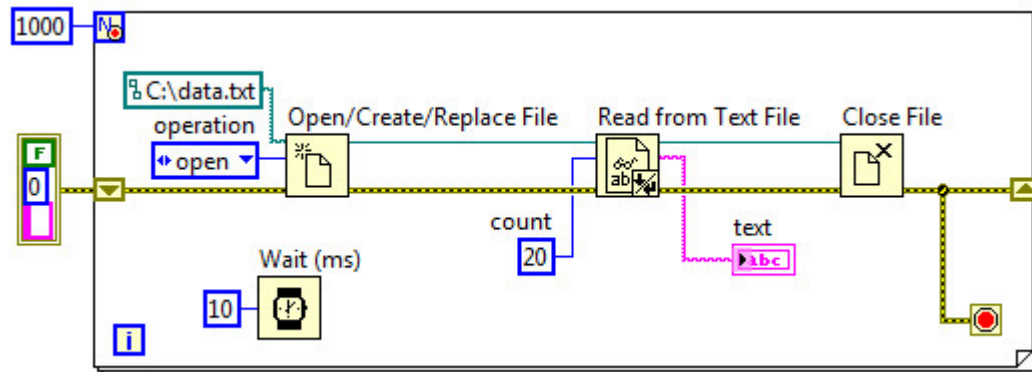 1000
N
C:\data.txt
operation
open
Open/Create/Replace File
Read from Text File
Close File
F
0
ab
count
20
text
abc
Wait (ms)
10
i